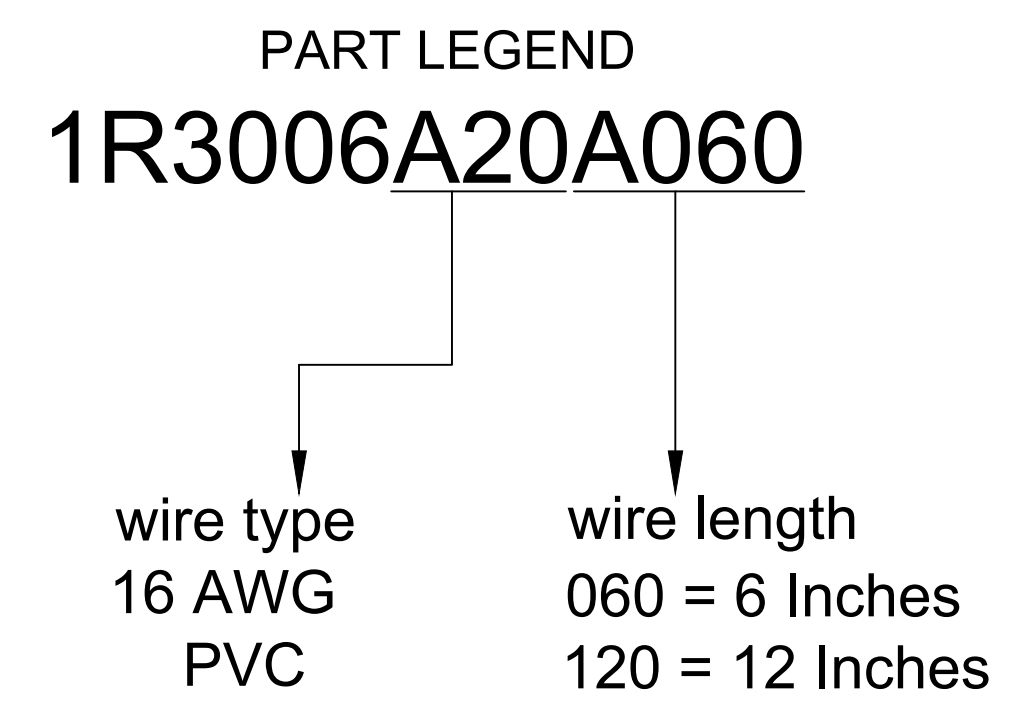 PART LEGEND
1R3006A20A060
wire type
16 AWG
PVC
wire length
060 = 6 Inches
120 = 12 Inches